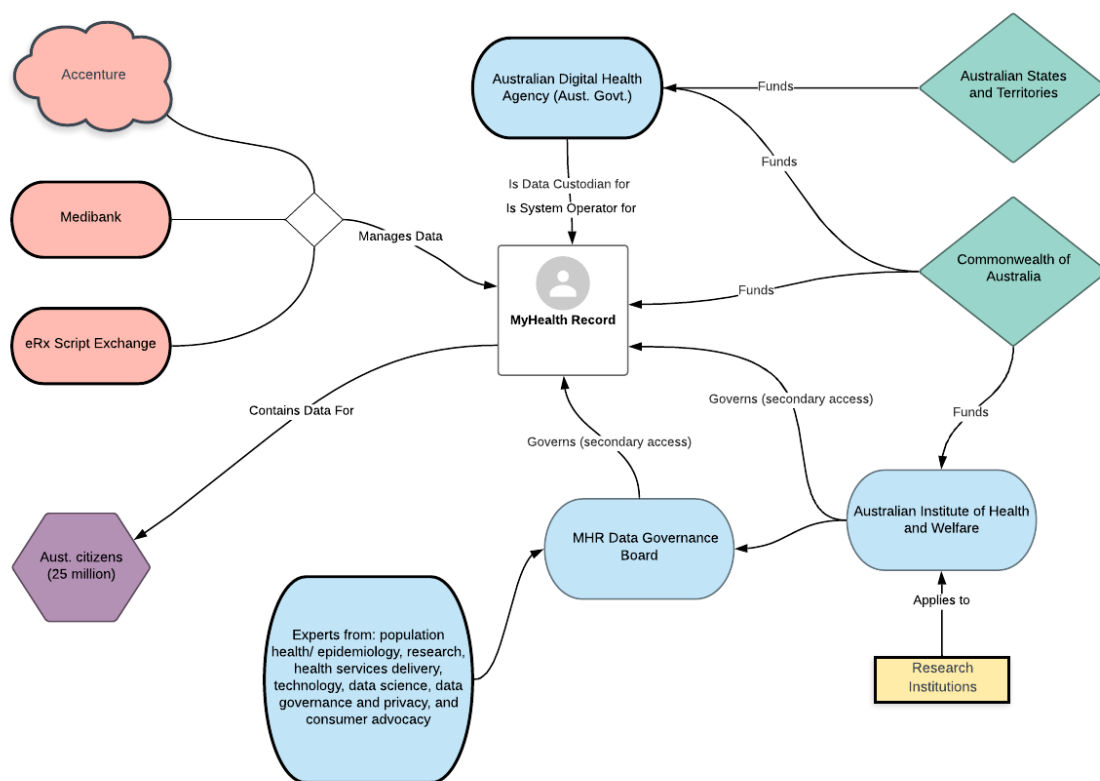 Accenture
Australian Digital Health
Agency (Aust. Govt.)
Funds
Australian States
and Territories
Funds
Is Data Custodian for
Is System Operator for
Medibank
Manages Data
Commonwealth of
Australia
Funds
MyHealth Record
eRx Script Exchange
Governs (secondary access)
Contains Data For
Funds
Governs (secondary access)
Australian Institute of Health
and Welfare
MHR Data Governance
Board
Aust. citizens
(25 million)
Applies to
Experts from: population
health/ epidemiology, research,
health services delivery,
technology, data science, data
governance and privacy, and
consumer advocacy
Research
Institutions